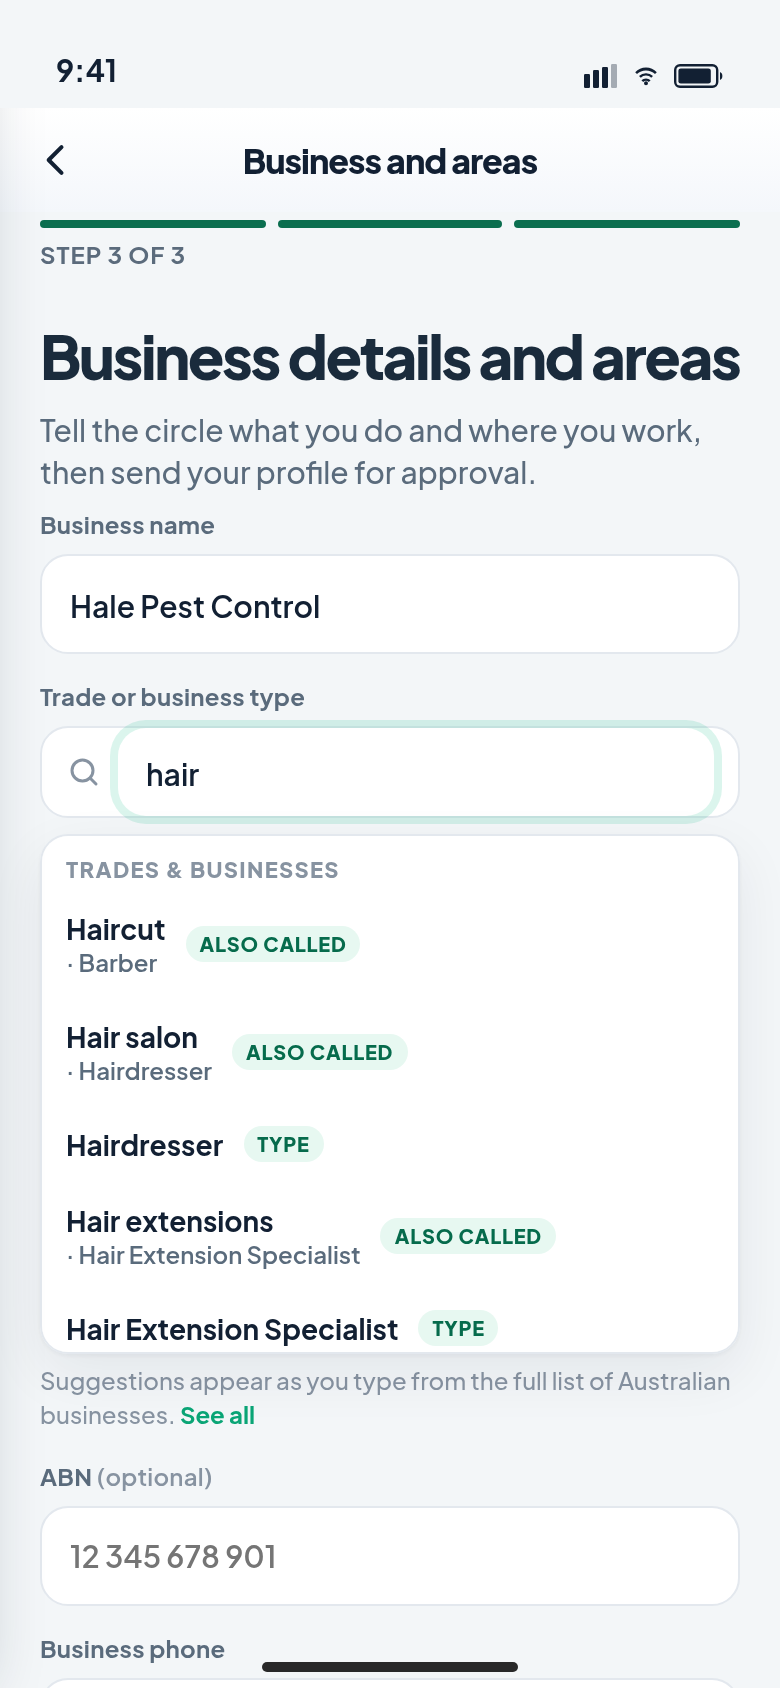 9:41
Business and areas
STEP 3 OF 3
Business details and areas
Tell the circle what you do and where you work,
then send your profile for approval.
Business name
Hale Pest Control
Trade or business type
hair
TRADES & BUSINESSES
Haircut ALSO CALLED
· Barber
Hair salon ALSO CALLED
· Hairdresser
Hairdresser TYPE
Hair extensions ALSO CALLED
· Hair Extension Specialist
Hair Extension Specialist TYPE
Suggestions appear as you type from the full list of Australian
businesses. See all
ABN (optional)
12 345 678 901
Business phone